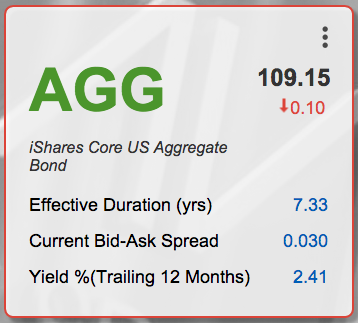 AGG
109.15
↓0.10
iShares Core US Aggregate
Bond
Effective Duration (yrs) 7.33
Current Bid-Ask Spread 0.030
Yield %(Trailing 12 Months) 2.41